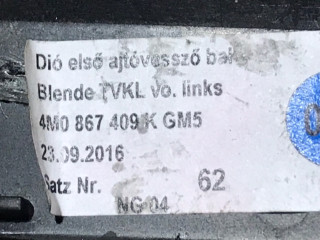 Dió első ajtóvessző bal
Blende TVKL vo. links
4M0 867 409 K GM5
23.09.2016
Satz Nr. 62
NG 04